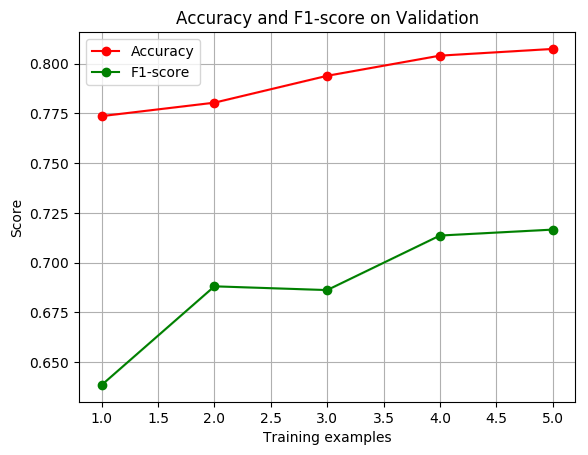 Accuracy and F1-score on Validation
Accuracy
F1-score
0.800
0.775
0.750
0.725
0.700
0.675
0.650
Score
1.0 1.5 2.0 2.5 3.0 3.5 4.0 4.5 5.0
Training examples